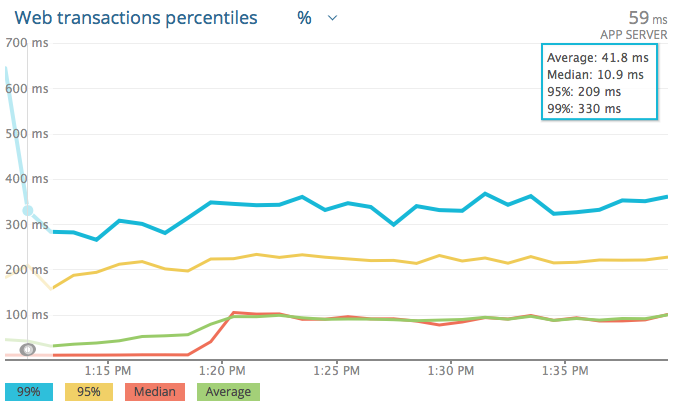 Web transactions percentiles %
59 ms
APP SERVER
700 ms
Average: 41.8 ms
Median: 10.9 ms
95%: 209 ms
99%: 330 ms
600 ms
500 ms
400 ms
300 ms
200 ms
100 ms
1:15 PM 1:20 PM 1:25 PM 1:30 PM 1:35 PM
99% 95% Median Average